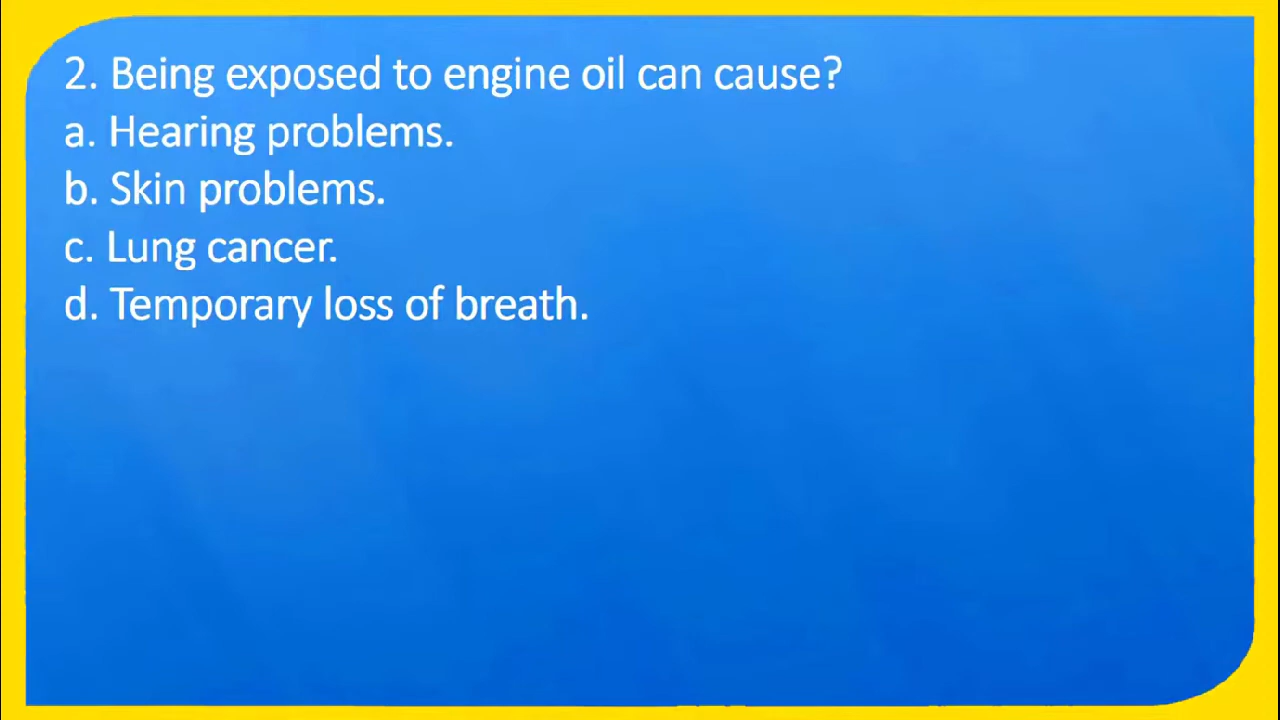 2. Being exposed to engine oil can cause?
a. Hearing problems.
b. Skin problems.
c. Lung cancer.
d. Temporary loss of breath.